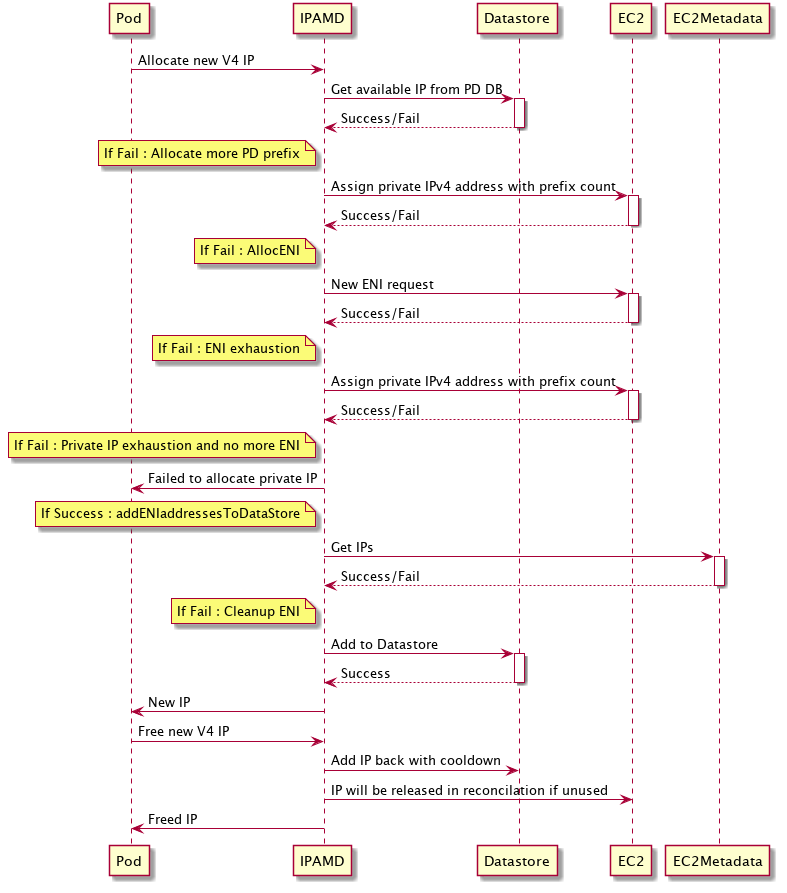 Pod IPAMD Datastore EC2 EC2Metadata
Allocate new V4 IP
Get available IP from PD DB
Success/Fail
If Fail : Allocate more PD prefix
Assign private IPv4 address with prefix count
Success/Fail
If Fail : AllocENI
New ENI request
Success/Fail
If Fail : ENI exhaustion
Assign private IPv4 address with prefix count
Success/Fail
If Fail : Private IP exhaustion and no more ENI
Failed to allocate private IP
If Success : addENIaddressesToDataStore
Get IPs
Success/Fail
If Fail : Cleanup ENI
Add to Datastore
Success
New IP
Free new V4 IP
Add IP back with cooldown
IP will be released in reconcilation if unused
Freed IP
Pod IPAMD Datastore EC2 EC2Metadata